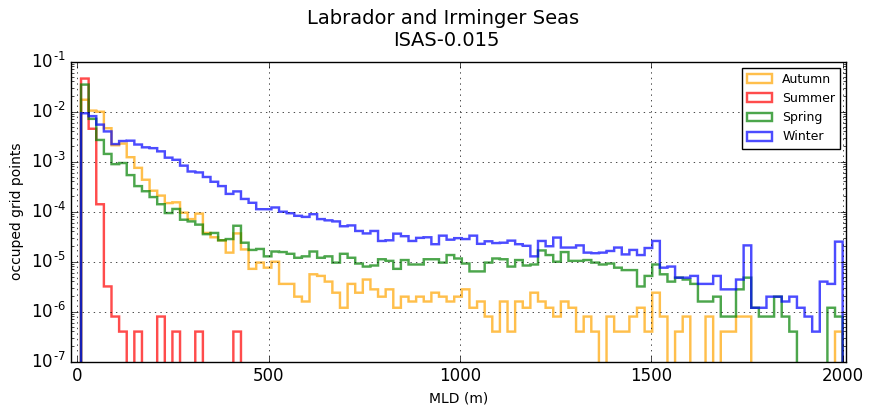 Labrador and Irminger Seas
ISAS-0.015
10^-1
10^-2
10^-3
10^-4
10^-5
10^-6
10^-7
occuped grid points
Autumn
Summer
Spring
Winter
0 500 1000 1500 2000
MLD (m)